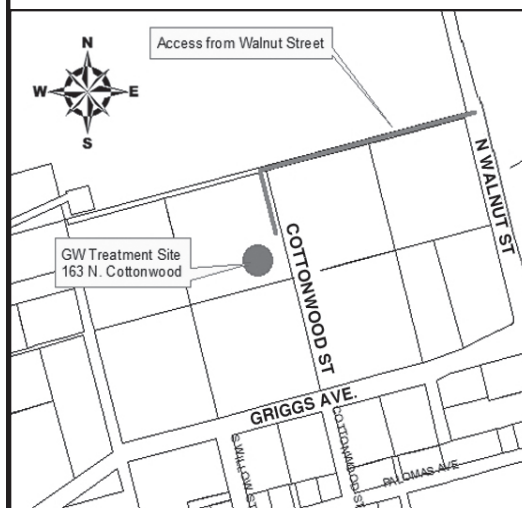 Access from Walnut Street
N
W
E
S
N WALNUT ST
GW Treatment Site
163 N. Cottonwood
COTTONWOOD ST
GRIGGS AVE.
S WILLOW ST
COTTONWOOD ST
PALOMAS AVE